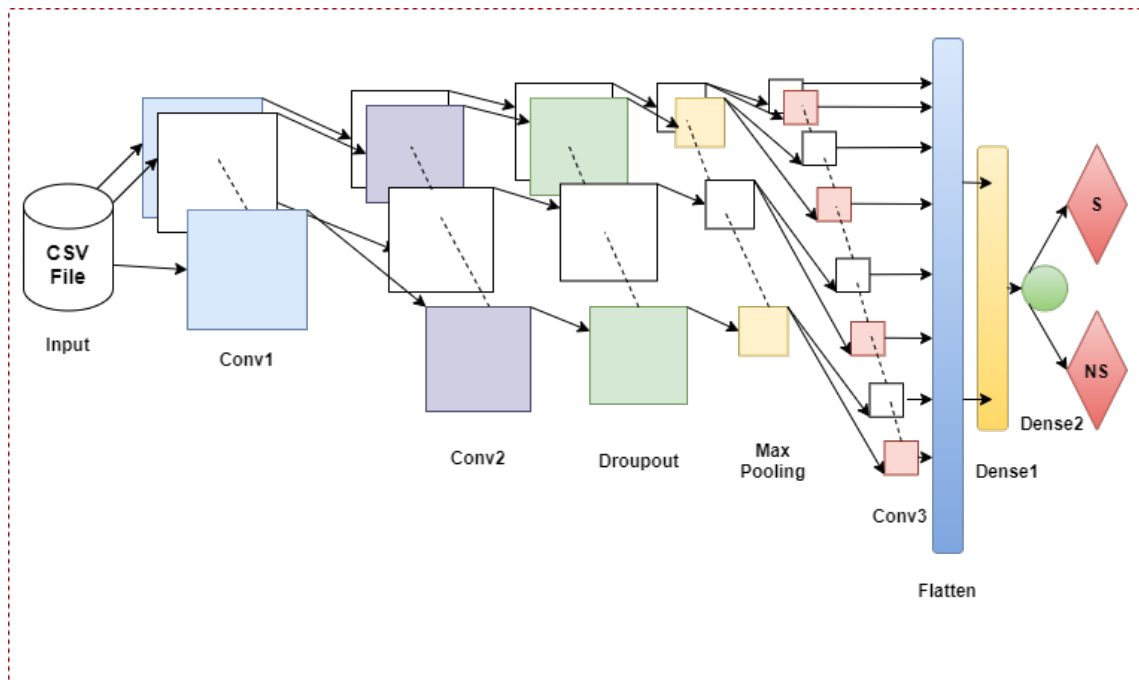 CSV
File
Input
Conv1
Conv2
Droupout
Max
Pooling
Conv3
Flatten
Dense1
Dense2
S
NS